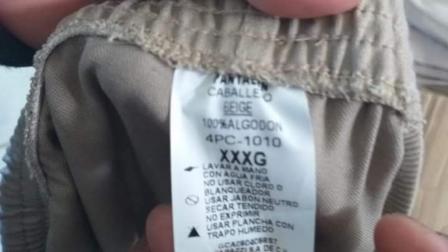 PANTALON
CABALLERO
BEIGE
100%ALGODON
4PC-1010
XXXG
LAVAR A MANO
CON AGUA FRIA
NO USAR CLORO O
BLANQUEADOR
USAR JABON NEUTRO
SECAR TENDIDO
NO EXPRIMIR
USAR PLANCHA CON
TRAPO HUMEDO